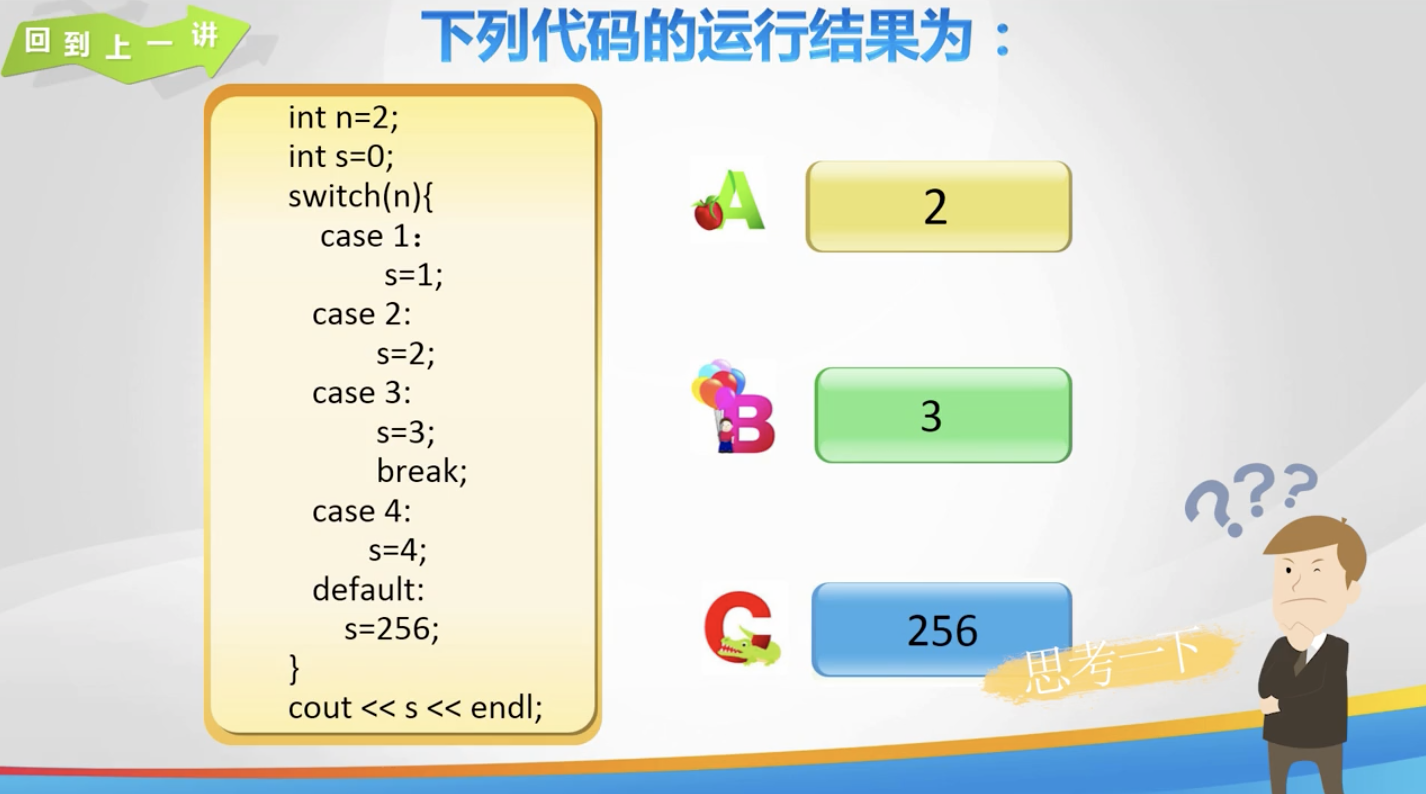 回到上一讲
下列代码的运行结果为：
int n=2;
int s=0;
switch(n){
case 1：
s=1;
case 2:
s=2;
case 3:
s=3;
break;
case 4:
s=4;
default:
s=256;
}
cout << s << endl;
A
2
B
3
C
256
???
思考一下